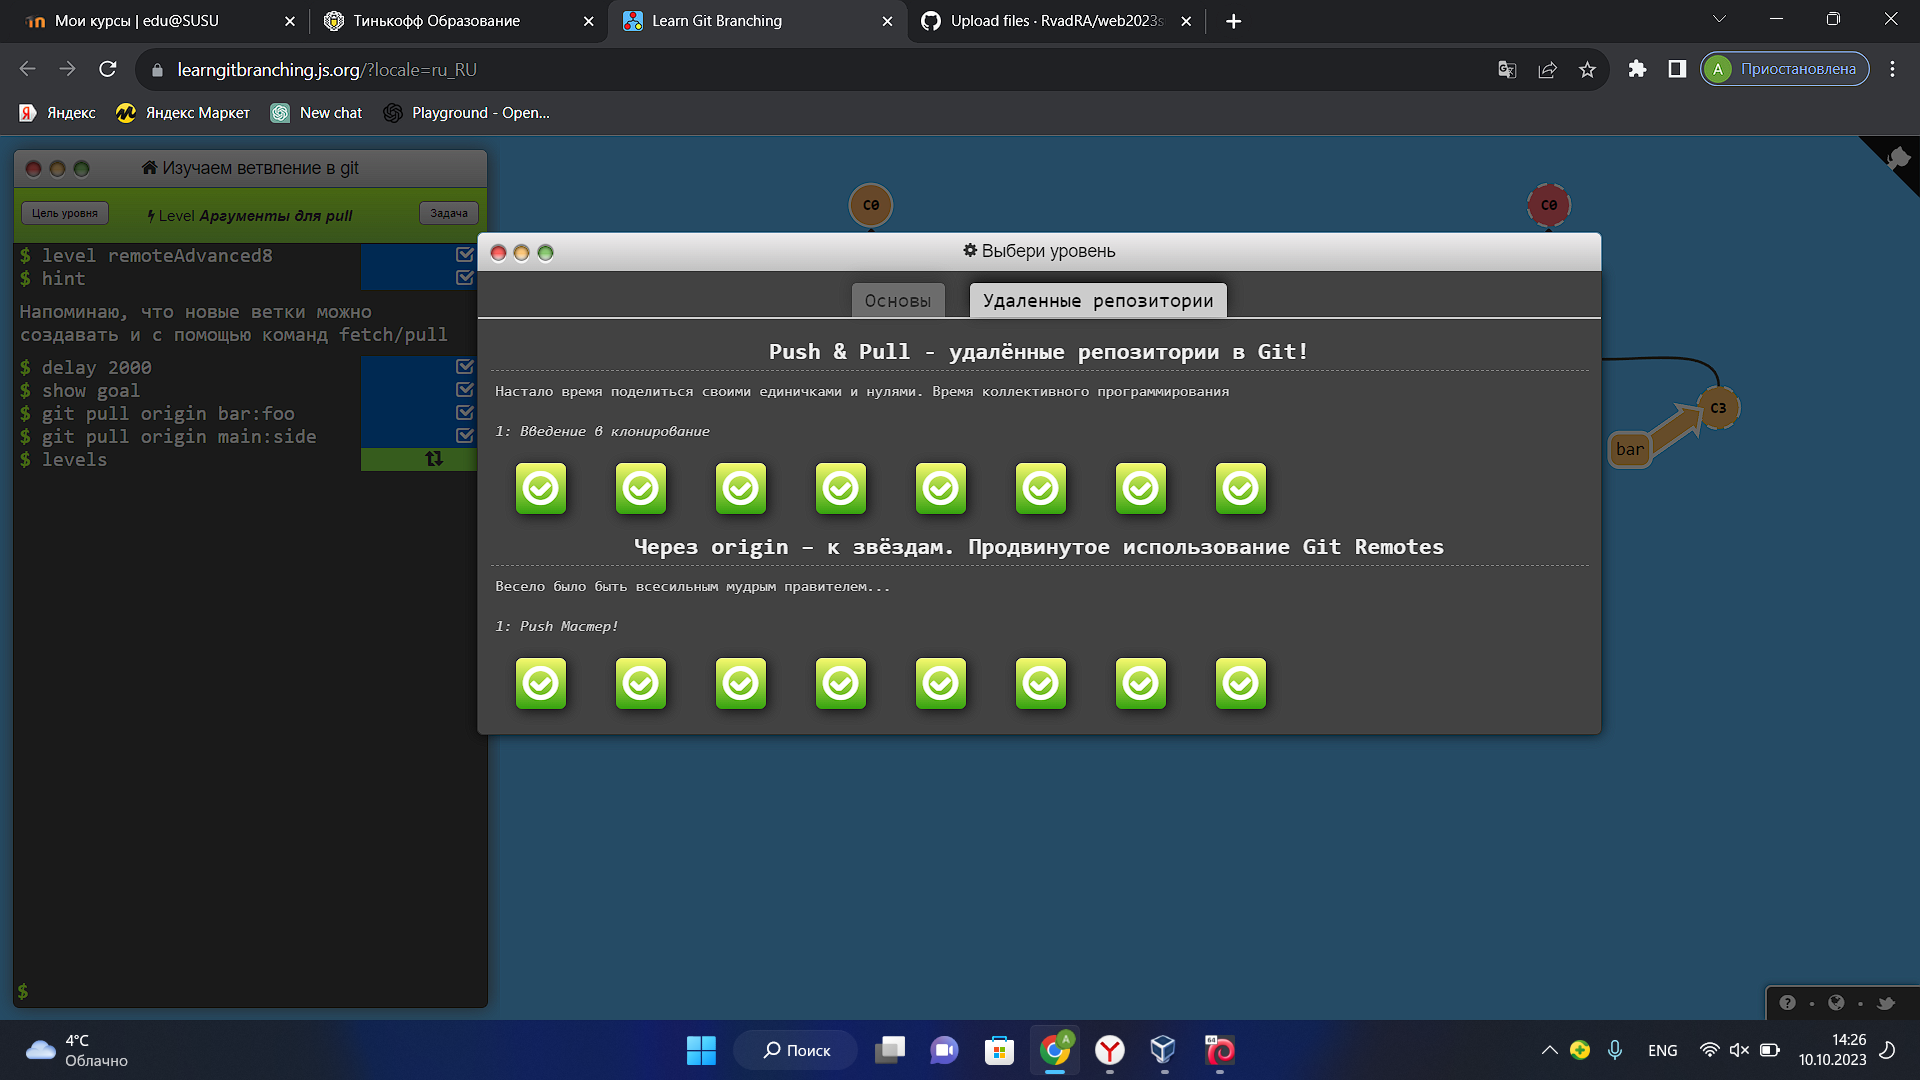 Мои курсы | edu@SUSU
Тинькофф Образование
Learn Git Branching
Upload files · RvadRA/web2023s
learngitbranching.js.org/?locale=ru_RU
A Приостановлена
Яндекс
Яндекс Маркет
New chat
Playground - Open...
Изучаем ветвление в git
Цель уровня
Level Аргументы для pull
Задача
$ level remoteAdvanced8
$ hint
Напоминаю, что новые ветки можно
создавать и с помощью команд fetch/pull
$ delay 2000
$ show goal
$ git pull origin bar:foo
$ git pull origin main:side
$ levels
$
C0
C0
C3
bar
Выбери уровень
Основы
Удаленные репозитории
Push & Pull - удалённые репозитории в Git!
Настало время поделиться своими единичками и нулями. Время коллективного программирования
1: Введение в клонирование
Через origin – к звёздам. Продвинутое использование Git Remotes
Весело было быть всесильным мудрым правителем...
1: Push Мастер!
4°C
Облачно
Поиск
A
64
ENG
14:26
10.10.2023